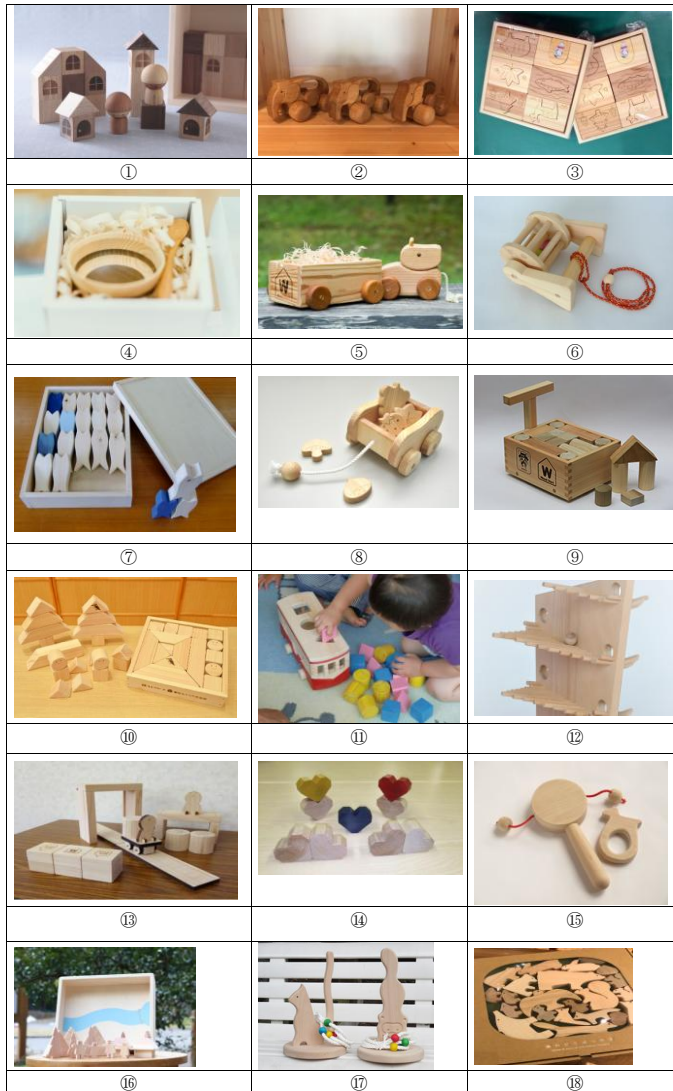 ① ② ③
④ ⑤ ⑥
W
⑦ ⑧ ⑨
W
⑩ ⑪ ⑫
⑬ ⑭ ⑮
⑯ ⑰ ⑱